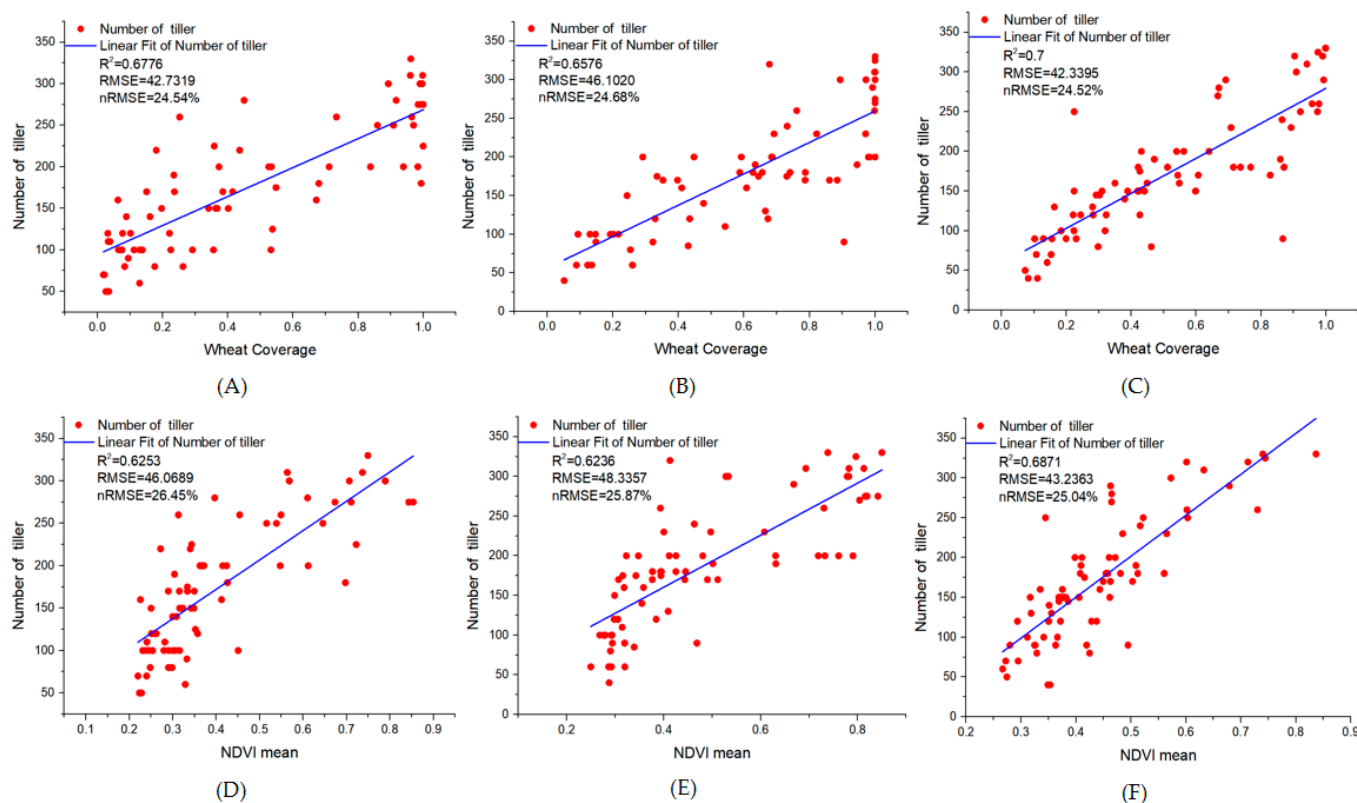 Number of tiller
Linear Fit of Number of tiller
R²=0.6776
RMSE=42.7319
nRMSE=24.54%
350
300
250
200
150
100
50
Number of tiller
0.0 0.2 0.4 0.6 0.8 1.0
Wheat Coverage
(A)
Number of tiller
Linear Fit of Number of tiller
R²=0.6576
RMSE=46.1020
nRMSE=24.68%
350
300
250
200
150
100
50
0
Number of tiller
0.0 0.2 0.4 0.6 0.8 1.0
Wheat Coverage
(B)
Number of tiller
Linear Fit of Number of tiller
R²=0.7
RMSE=42.3395
nRMSE=24.52%
350
300
250
200
150
100
50
0
Number of tiller
0.0 0.2 0.4 0.6 0.8 1.0
Wheat Coverage
(C)
Number of tiller
Linear Fit of Number of tiller
R²=0.6253
RMSE=46.0689
nRMSE=26.45%
350
300
250
200
150
100
50
Number of tiller
0.1 0.2 0.3 0.4 0.5 0.6 0.7 0.8 0.9
NDVI mean
(D)
Number of tiller
Linear Fit of Number of tiller
R²=0.6236
RMSE=48.3357
nRMSE=25.87%
350
300
250
200
150
100
50
0
Number of tiller
0.2 0.4 0.6 0.8
NDVI mean
(E)
Number of tiller
Linear Fit of Number of tiller
R²=0.6871
RMSE=43.2363
nRMSE=25.04%
350
300
250
200
150
100
50
0
Number of tiller
0.2 0.3 0.4 0.5 0.6 0.7 0.8 0.9
NDVI mean
(F)